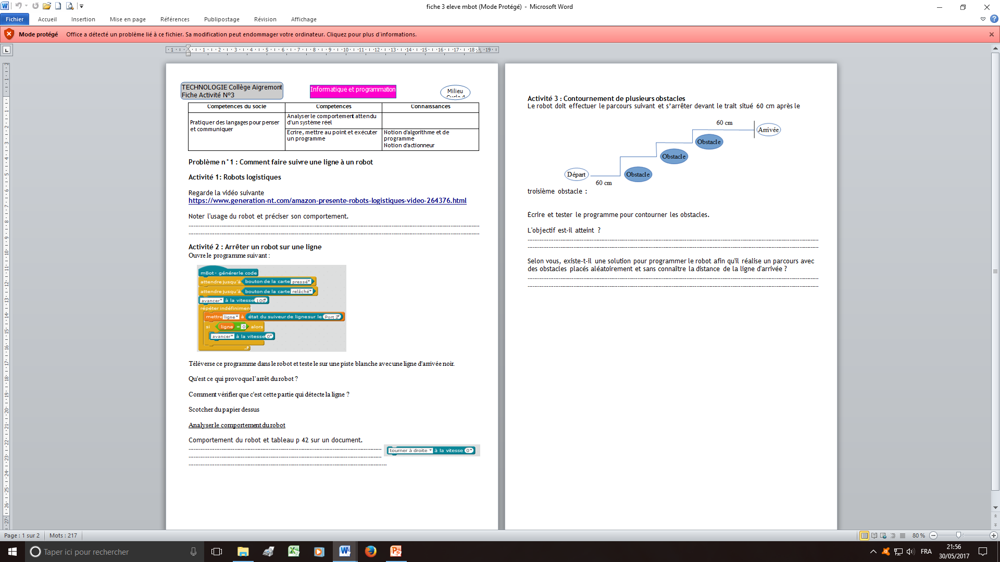 fiche 3 eleve mbot (Mode Protégé) - Microsoft Word
Fichier Accueil Insertion Mise en page Références Publipostage Révision Affichage
Mode protégé Office a détecté un problème lié à ce fichier. Sa modification peut endommager votre ordinateur. Cliquez pour plus d'informations.
TECHNOLOGIE Collège Aigremont
Fiche Activité N°3
Informatique et programmation
Milieu
Cycle 4
Compétences du socle Compétences Connaissances
Pratiquer des langages pour penser
et communiquer
Analyser le comportement attendu
d'un système réel
Ecrire, mettre au point et exécuter
un programme
Notion d'algorithme et de
programme
Notion d'actionneur
Problème n°1 : Comment faire suivre une ligne à un robot
Activité 1: Robots logistiques
Regarde la vidéo suivante
https://www.generation-nt.com/amazon-presente-robots-logistiques-video-264376.html
Noter l'usage du robot et préciser son comportement.
Activité 2 : Arrêter un robot sur une ligne
Ouvre le programme suivant :
mBot - générer le code
attendre jusqu'à bouton de la carte pressé
attendre jusqu'à bouton de la carte relâché
avancer à la vitesse 100
répéter indéfiniment
mettre ligne à état du suiveur de ligne sur le Port 2
si ligne = 0 alors
avancer à la vitesse 0
Téléverse ce programme dans le robot et teste le sur une piste blanche avec une ligne d'arrivée noir.
Qu'est ce qui provoque l'arrêt du robot ?
Comment vérifier que c'est cette partie qui détecte la ligne ?
Scotcher du papier dessus
Analyser le comportement du robot
Comportement du robot et tableau p 42 sur un document.
tourner à droite à la vitesse 0
Activité 3 : Contournement de plusieurs obstacles
Le robot doit effectuer le parcours suivant et s'arrêter devant le trait situé 60 cm après le
60 cm
Arrivée
Obstacle
Obstacle
Départ
Obstacle
60 cm
troisième obstacle :
Écrire et tester le programme pour contourner les obstacles.
L'objectif est-il atteint ?
Selon vous, existe-t-il une solution pour programmer le robot afin qu'il réalise un parcours avec
des obstacles placés aléatoirement et sans connaître la distance de la ligne d'arrivée ?
Page : 1 sur 2 Mots : 217
80 %
Taper ici pour rechercher
FRA
21:56
30/05/2017